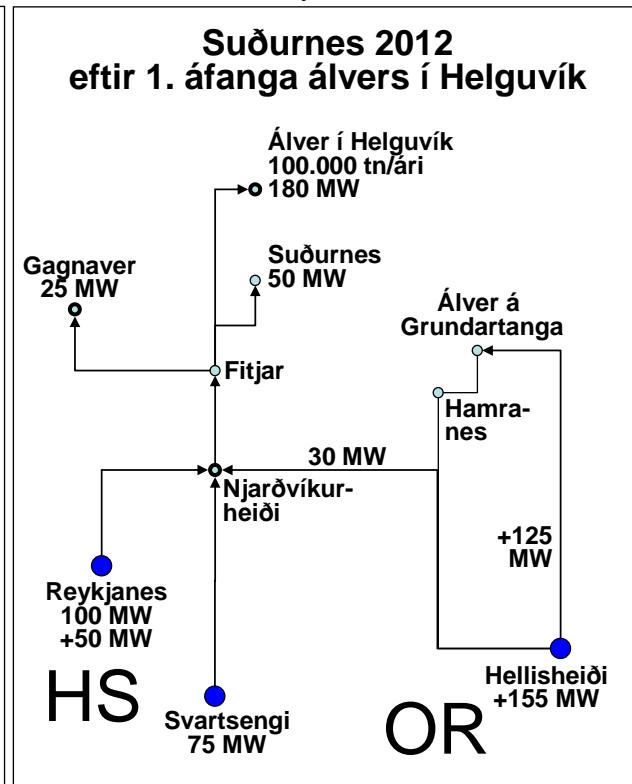 Suðurnes 2012
eftir 1. áfanga álvers í Helguvík
Álver í Helguvík
100.000 tn/ári
180 MW
Suðurnes
50 MW
Gagnaver
25 MW
Álver á
Grundartanga
Fitjar
Hamra-
nes
30 MW
Njarðvíkur-
heiði
+125
MW
Reykjanes
100 MW
+50 MW
HS
Svartsengi
75 MW
Hellisheiði
+155 MW
OR